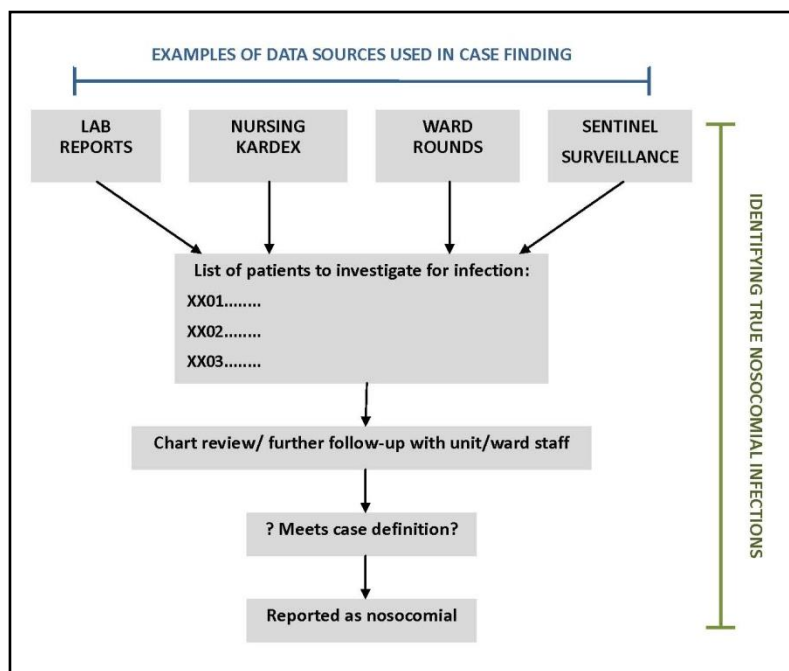 EXAMPLES OF DATA SOURCES USED IN CASE FINDING
LAB
REPORTS
NURSING
KARDEX
WARD
ROUNDS
SENTINEL
SURVEILLANCE
List of patients to investigate for infection:
XX01........
XX02........
XX03........
Chart review/ further follow-up with unit/ward staff
? Meets case definition?
Reported as nosocomial
IDENTIFYING TRUE NOSOCOMIAL INFECTIONS